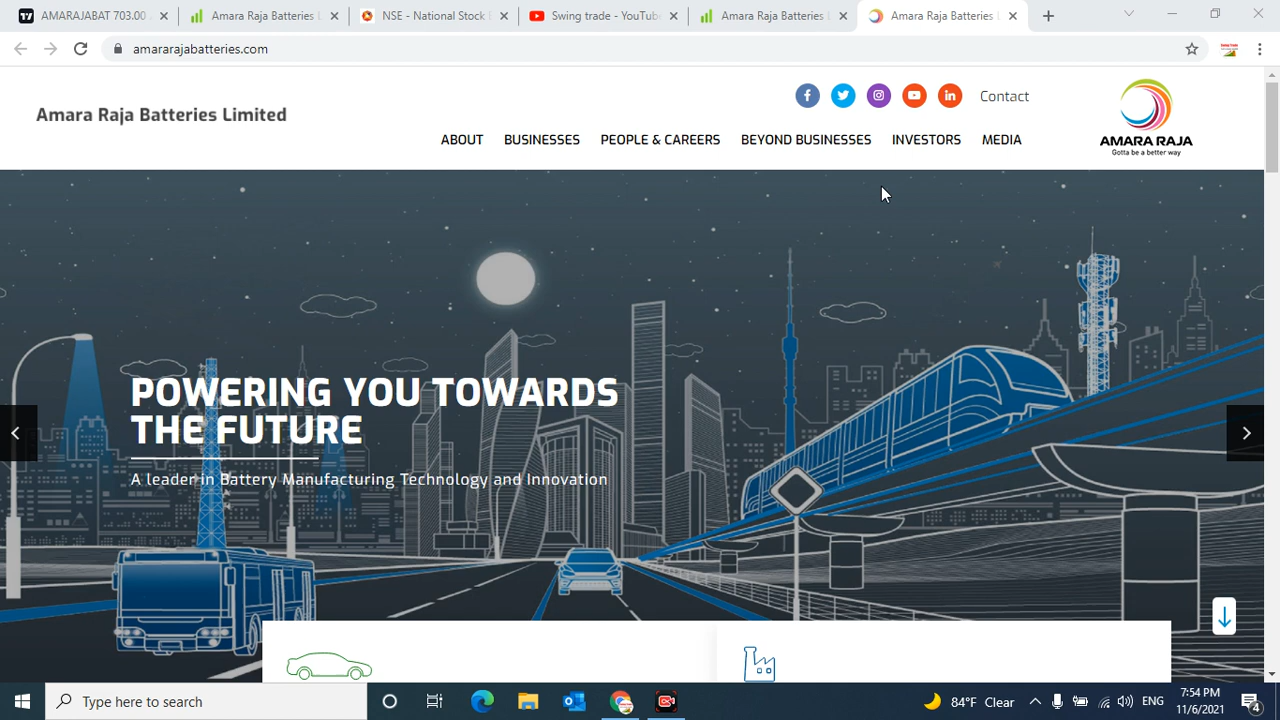 AMARARAJABAT 703.00
Amara Raja Batteries L
NSE - National Stock E
Swing trade - YouTube
Amara Raja Batteries L
Amara Raja Batteries L
amararajabatteries.com
Contact
Amara Raja Batteries Limited
ABOUT
BUSINESSES
PEOPLE & CAREERS
BEYOND BUSINESSES
INVESTORS
MEDIA
AMARA RAJA
Gotta be a better way
POWERING YOU TOWARDS
THE FUTURE
A leader in Battery Manufacturing Technology and Innovation
Type here to search
84°F Clear
ENG
7:54 PM
11/6/2021
4